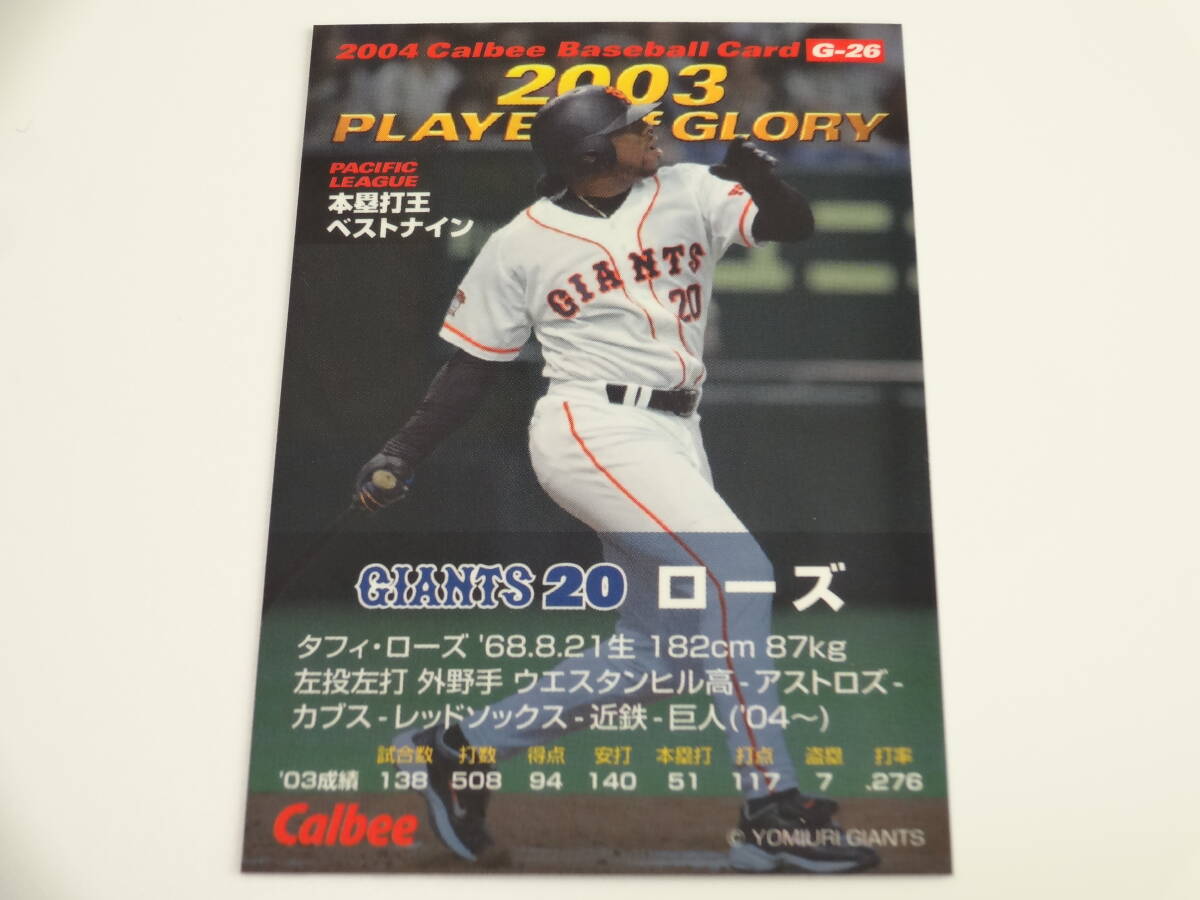 2004 Calbee Baseball Card G-26
2003
PLAYE GLORY
PACIFIC
LEAGUE
本塁打王
ベストナイン
GIANTS
20
GIANTS 20 ローズ
タフィ・ローズ '68.8.21生 182cm 87kg
左投左打 外野手 ウエスタンヒル高-アストロズ-
カブス-レッドソックス-近鉄-巨人('04〜)
試合数 打数 得点 安打 本塁打 打点 盗塁 打率
'03成績 138 508 94 140 51 117 7 .276
Calbee
© YOMIURI GIANTS